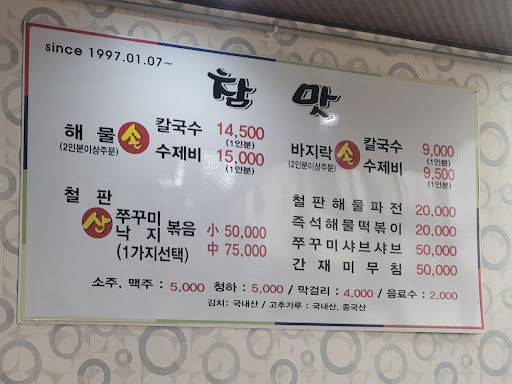 since 1997.01.07~
참 맛
해 물 손 칼국수 14,500
(1인분)
(2인분이상주문) 수제비 15,000
(1인분)
바지락 손 칼국수 9,000
(1인분)
(2인분이상주문) 수제비 9,500
(1인분)
철 판
산 쭈꾸미 볶음 小 50,000
낙 지 中 75,000
(1가지선택)
철판해물파전 20,000
즉석해물떡볶이 20,000
쭈꾸미샤브샤브 50,000
간재미무침 50,000
소주, 맥주 : 5,000 청하 : 5,000 / 막걸리 : 4,000 / 음료수 : 2,000
김치: 국내산 / 고추가루 : 국내산, 중국산